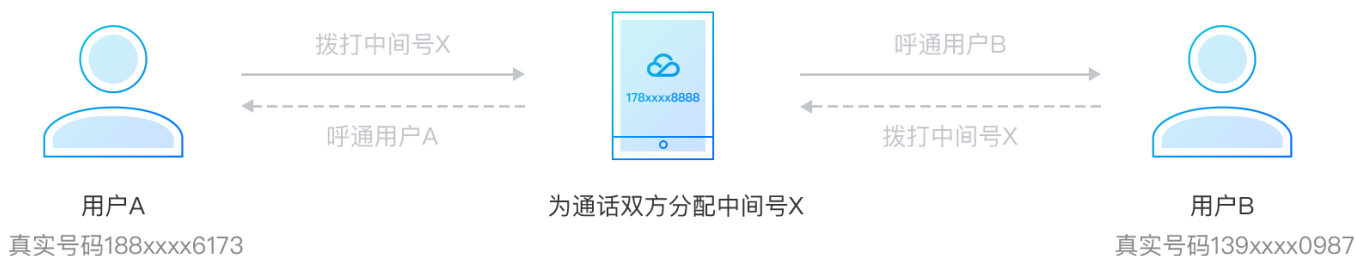 拨打中间号X
呼通用户B
178xxxx8888
呼通用户A
拨打中间号X
用户A
为通话双方分配中间号X
用户B
真实号码188xxxx6173
真实号码139xxxx0987